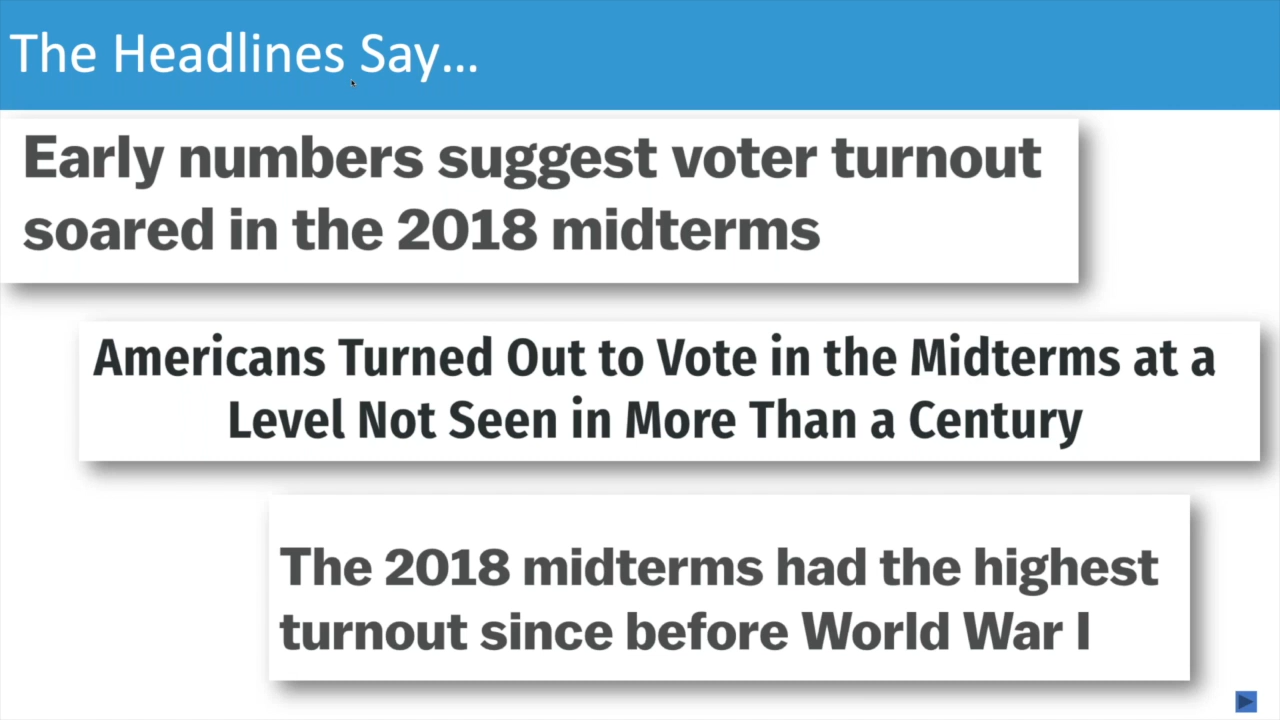 The Headlines Say...
Early numbers suggest voter turnout
soared in the 2018 midterms
Americans Turned Out to Vote in the Midterms at a
Level Not Seen in More Than a Century
The 2018 midterms had the highest
turnout since before World War I